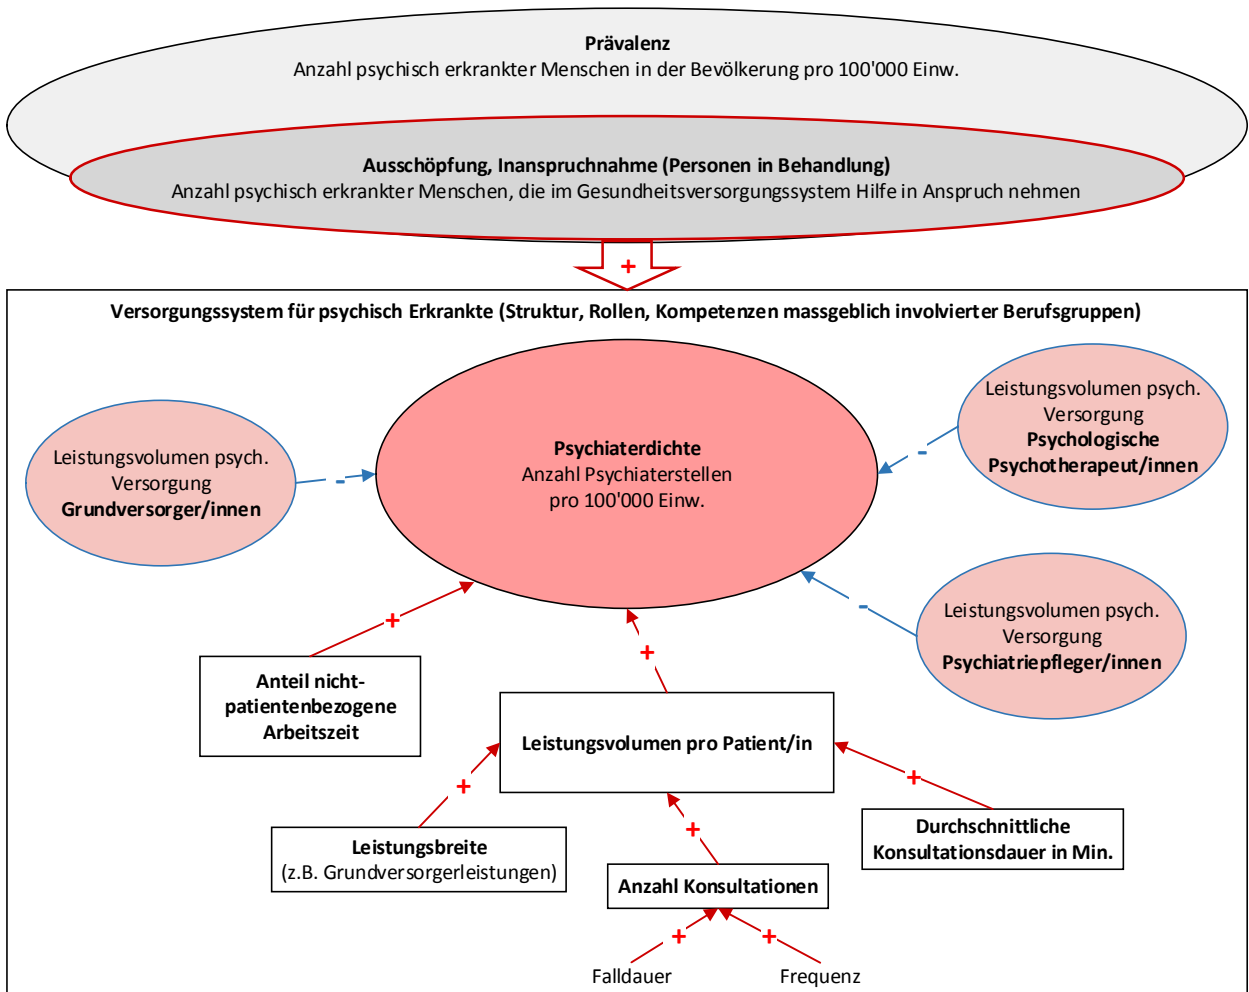 Prävalenz
Anzahl psychisch erkrankter Menschen in der Bevölkerung pro 100'000 Einw.
Ausschöpfung, Inanspruchnahme (Personen in Behandlung)
Anzahl psychisch erkrankter Menschen, die im Gesundheitsversorgungssystem Hilfe in Anspruch nehmen
+
Versorgungssystem für psychisch Erkrankte (Struktur, Rollen, Kompetenzen massgeblich involvierter Berufsgruppen)
Leistungsvolumen psych.
Versorgung
Grundversorger/innen
-
Psychiaterdichte
Anzahl Psychiaterstellen
pro 100'000 Einw.
-
Leistungsvolumen psych.
Versorgung
Psychologische
Psychotherapeut/innen
-
Leistungsvolumen psych.
Versorgung
Psychiatriepfleger/innen
+
Anteil nicht-
patientenbezogene
Arbeitszeit
+
Leistungsvolumen pro Patient/in
+
Leistungsbreite
(z.B. Grundversorgerleistungen)
+
Anzahl Konsultationen
+
Durchschnittliche
Konsultationsdauer in Min.
+
+
Falldauer
Frequenz